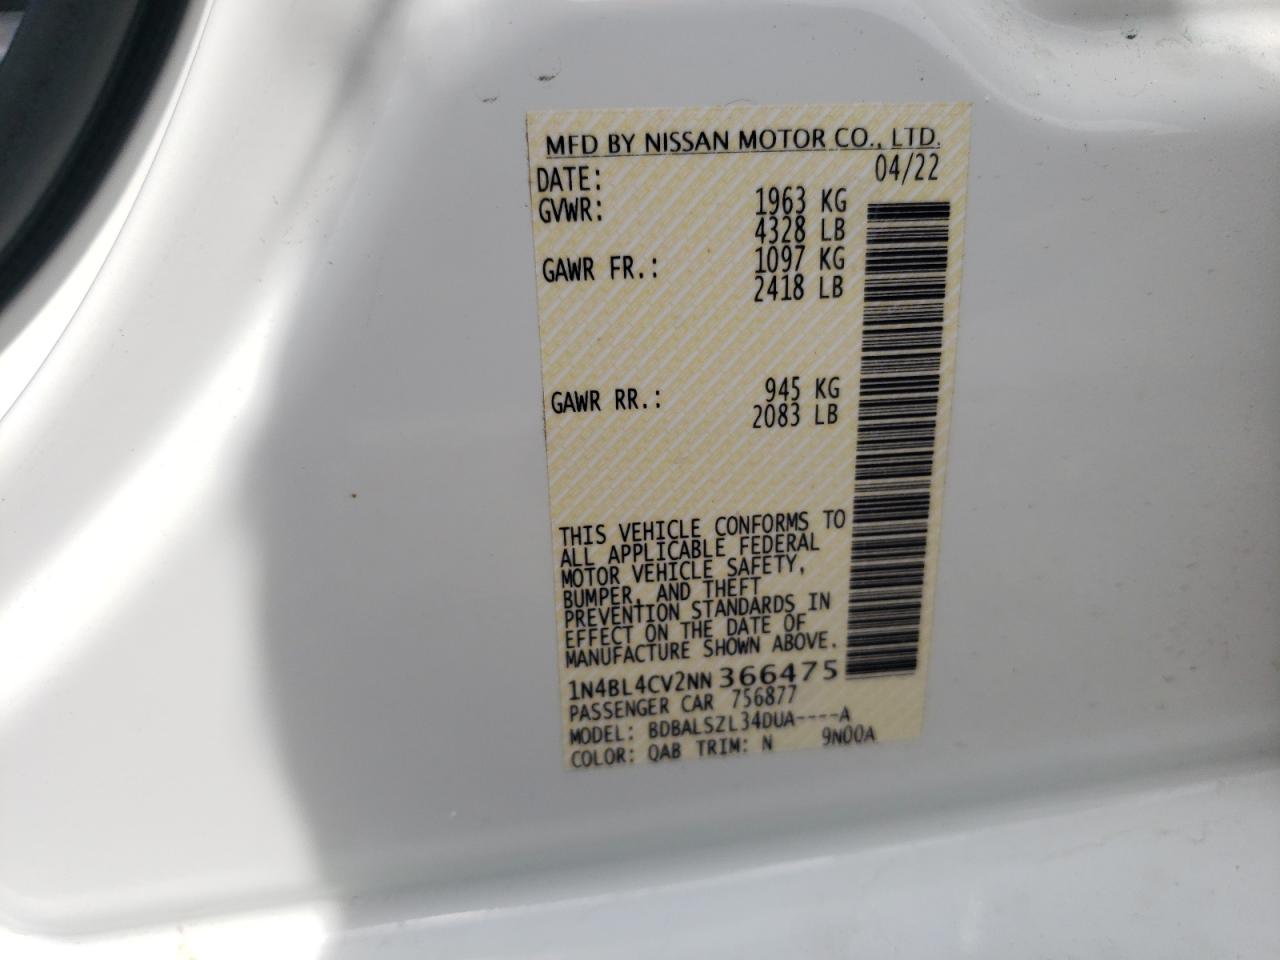 MFD BY NISSAN MOTOR CO., LTD.
DATE: 04/22
GVWR: 1963 KG
4328 LB
GAWR FR.: 1097 KG
2418 LB
GAWR RR.: 945 KG
2083 LB
THIS VEHICLE CONFORMS TO
ALL APPLICABLE FEDERAL
MOTOR VEHICLE SAFETY,
BUMPER, AND THEFT
PREVENTION STANDARDS IN
EFFECT ON THE DATE OF
MANUFACTURE SHOWN ABOVE.
1N4BL4CV2NN366475
PASSENGER CAR 756877
MODEL: BDBALSZL34DUA----A
COLOR: QAB TRIM: N 9N00A